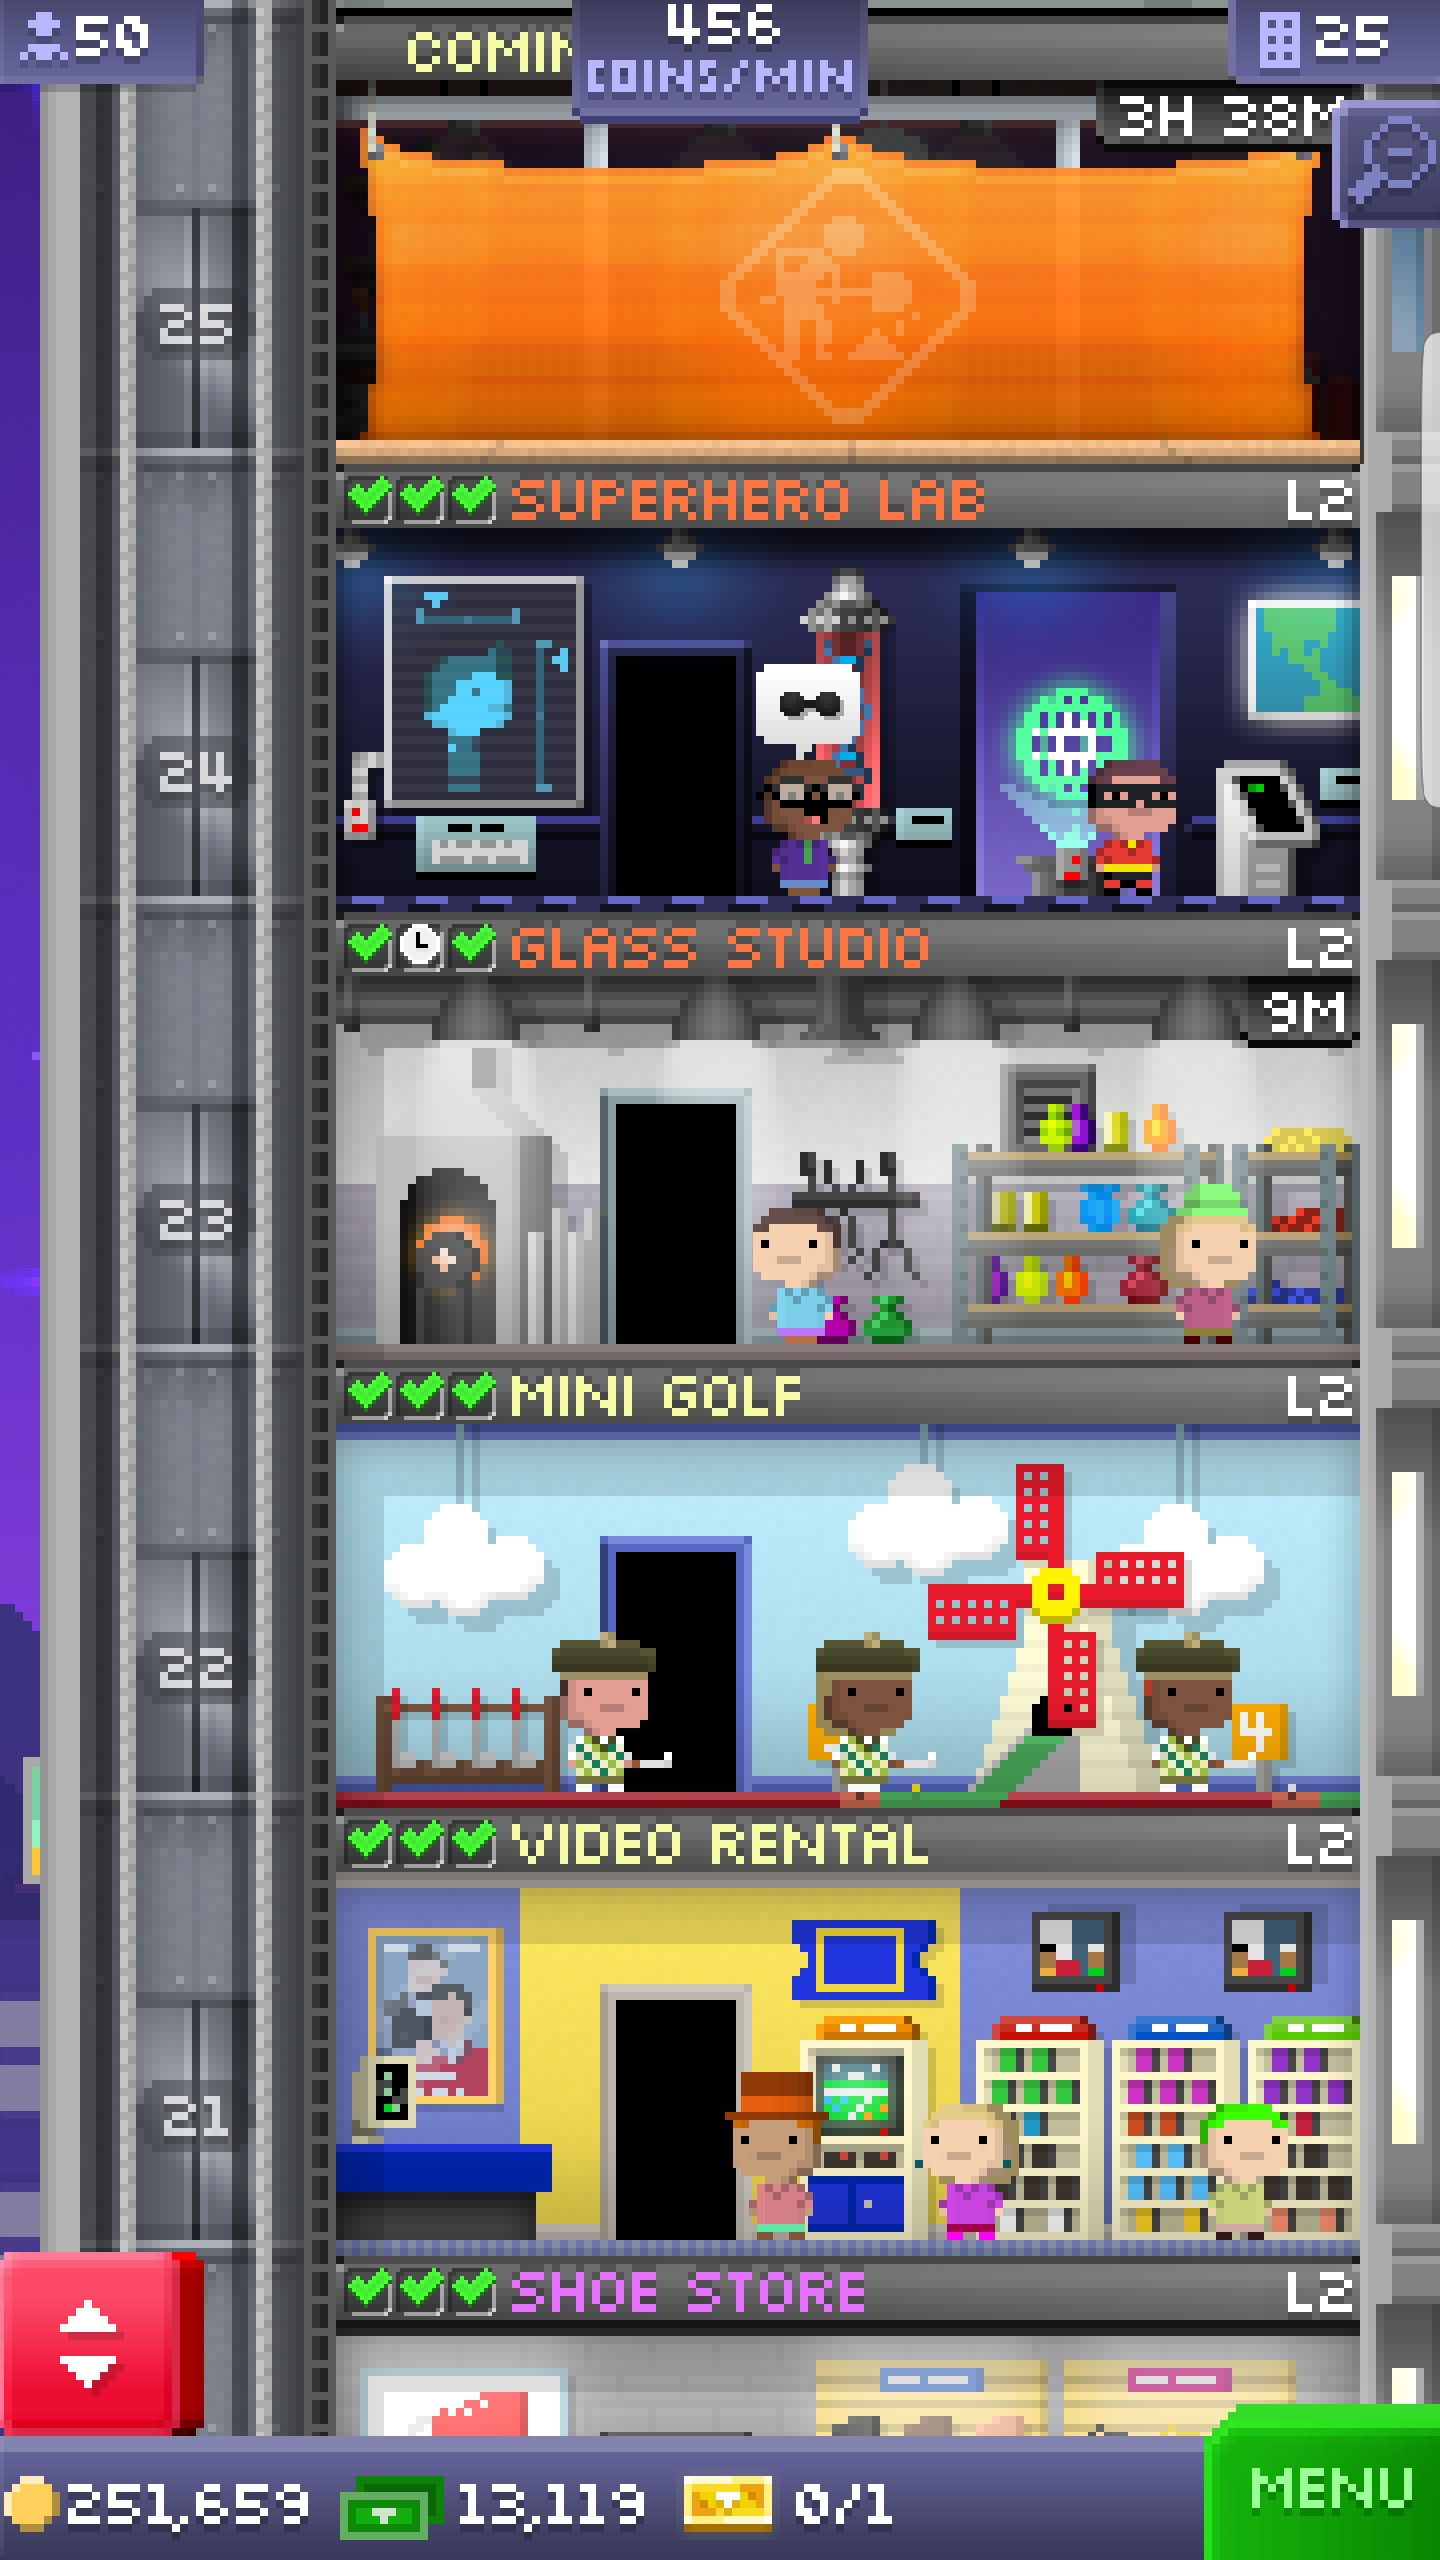 50
456
25
COINS/MIN
3H 38M
25
SUPERHERO LAB L2
24
GLASS STUDIO L2
9M
23
MINI GOLF L2
22
4
VIDEO RENTAL L2
21
SHOE STORE L2
251,659 13,119 0/1
MENU